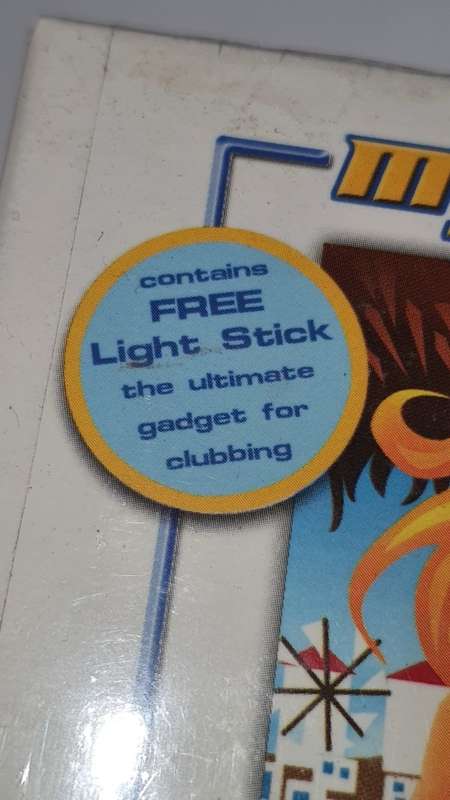 contains
FREE
Light Stick
the ultimate
gadget for
clubbing